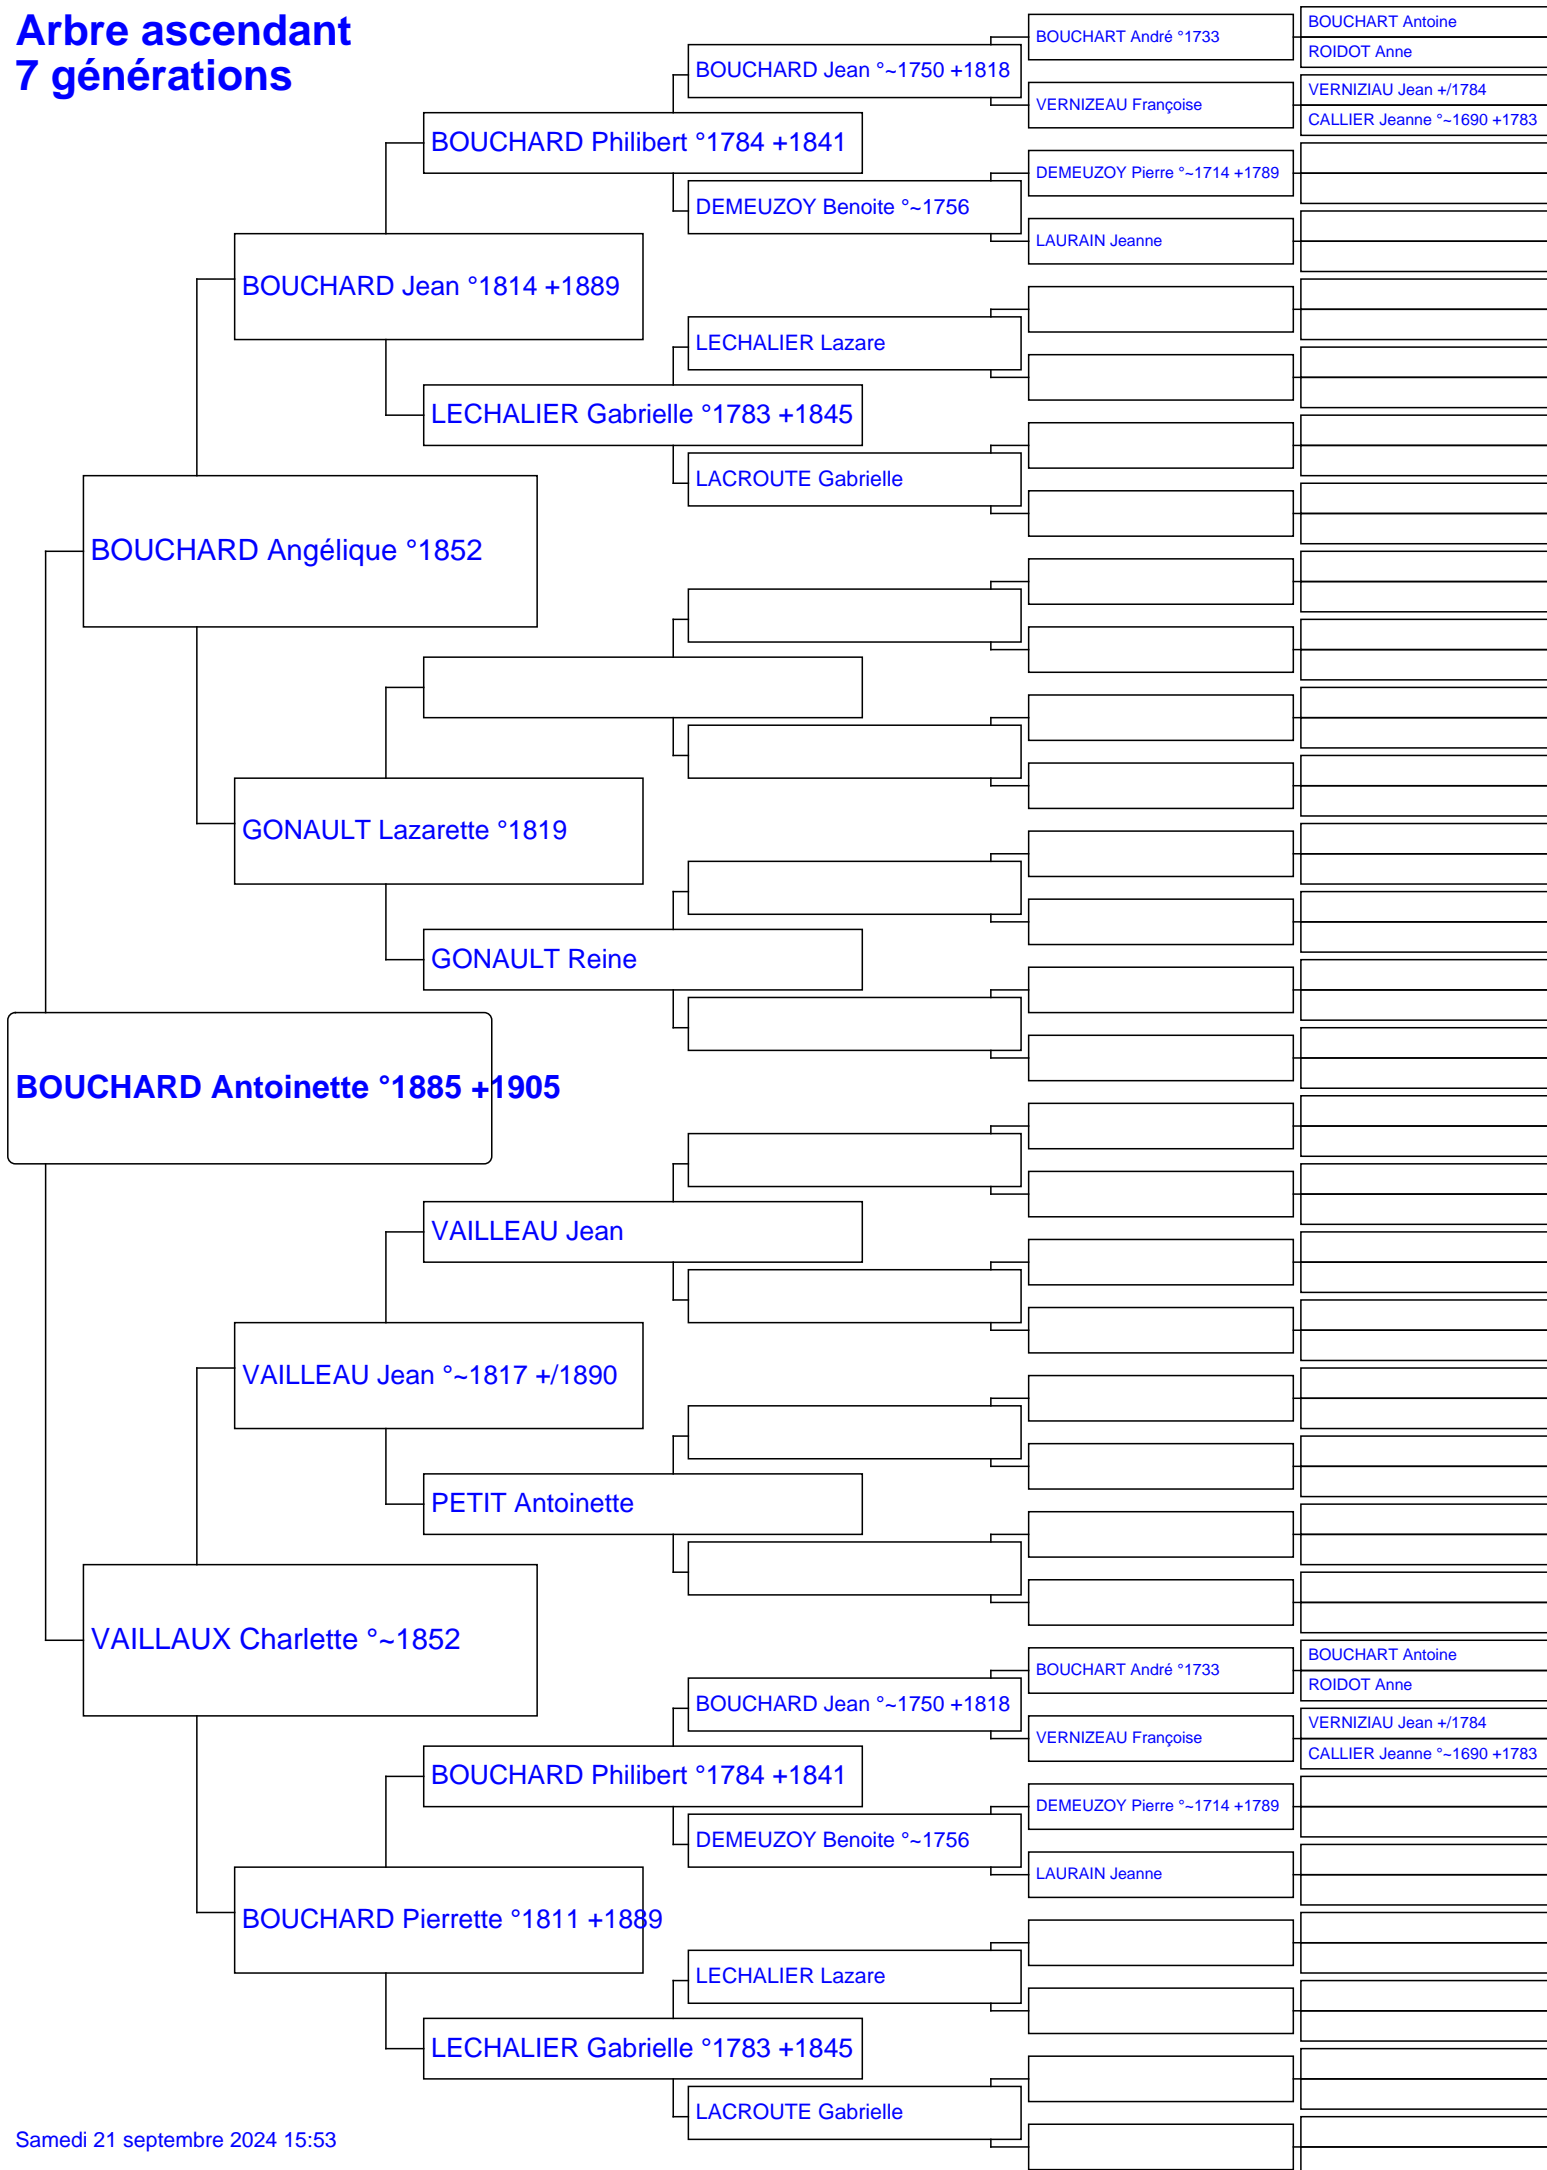 Arbre ascendant
7 générations
BOUCHART Antoine
BOUCHART André °1733
ROIDOT Anne
BOUCHARD Jean °~1750 +1818
VERNIZIAU Jean +/1784
VERNIZEAU Françoise
CALLIER Jeanne °~1690 +1783
BOUCHARD Philibert °1784 +1841
DEMEUZOY Pierre °~1714 +1789
DEMEUZOY Benoite °~1756
LAURAIN Jeanne
BOUCHARD Jean °1814 +1889
LECHALIER Lazare
LECHALIER Gabrielle °1783 +1845
LACROUTE Gabrielle
BOUCHARD Angélique °1852
GONAULT Lazarette °1819
GONAULT Reine
BOUCHARD Antoinette °1885 +1905
VAILLEAU Jean
VAILLEAU Jean °~1817 +/1890
PETIT Antoinette
VAILLAUX Charlette °~1852
BOUCHART Antoine
BOUCHART André °1733
ROIDOT Anne
BOUCHARD Jean °~1750 +1818
VERNIZIAU Jean +/1784
VERNIZEAU Françoise
CALLIER Jeanne °~1690 +1783
BOUCHARD Philibert °1784 +1841
DEMEUZOY Pierre °~1714 +1789
DEMEUZOY Benoite °~1756
LAURAIN Jeanne
BOUCHARD Pierrette °1811 +1889
LECHALIER Lazare
LECHALIER Gabrielle °1783 +1845
LACROUTE Gabrielle
Samedi 21 septembre 2024 15:53